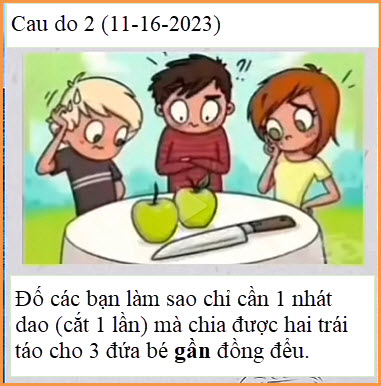 Cau do 2 (11-16-2023)
?!
Đố các bạn làm sao chỉ cần 1 nhát
dao (cắt 1 lần) mà chia được hai trái
táo cho 3 đứa bé gần đồng đều.